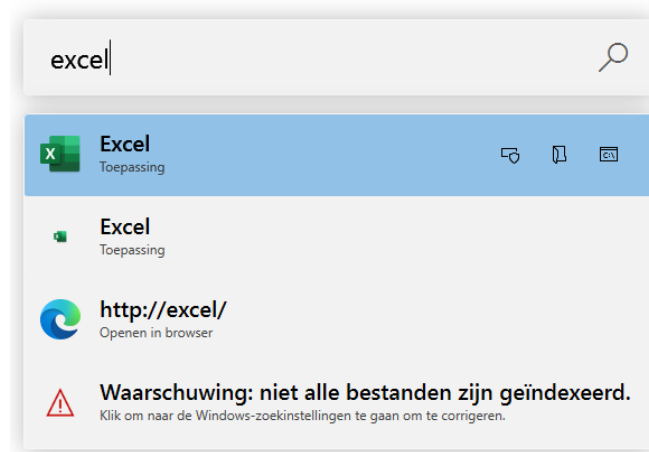 excel
Excel
Toepassing
Excel
Toepassing
http://excel/
Openen in browser
Waarschuwing: niet alle bestanden zijn geïndexeerd.
Klik om naar de Windows-zoekinstellingen te gaan om te corrigeren.